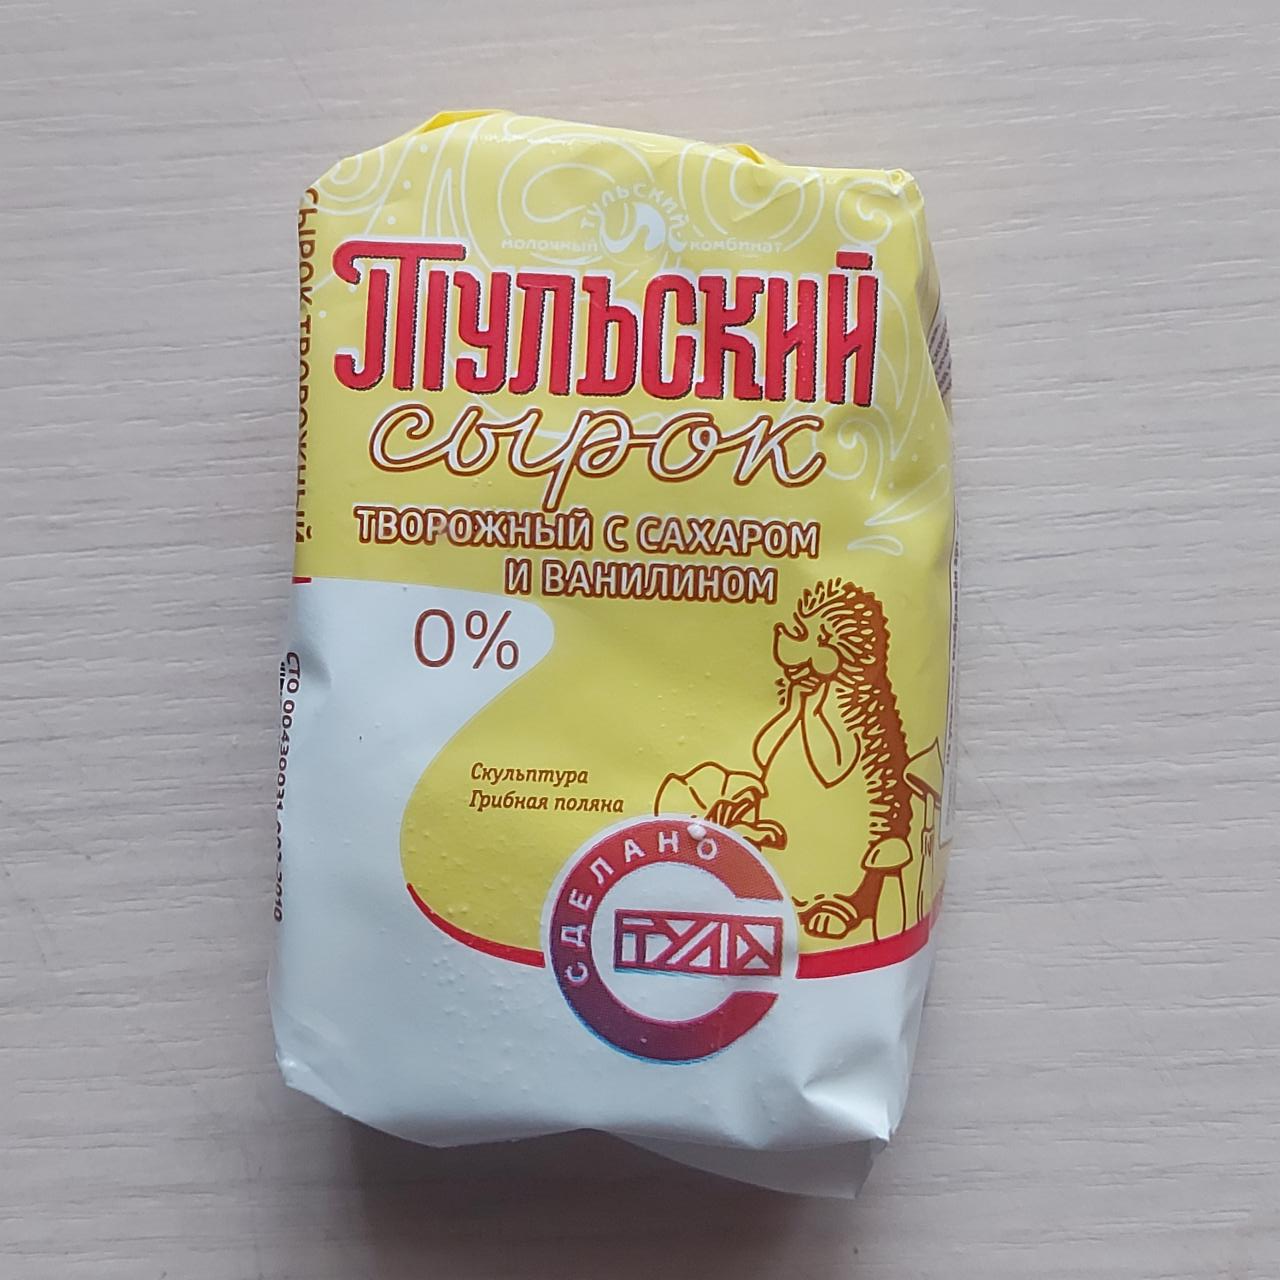 ТУЛЬСКИЙ
МОЛОЧНЫЙ КОМБИНАТ
ТУЛЬСКИЙ
сырок
ТВОРОЖНЫЙ С САХАРОМ
И ВАНИЛИНОМ
0%
Скульптура
Грибная поляна
СДЕЛАНО
ТУЛА
СЫРОК ТВОРОЖНЫЙ